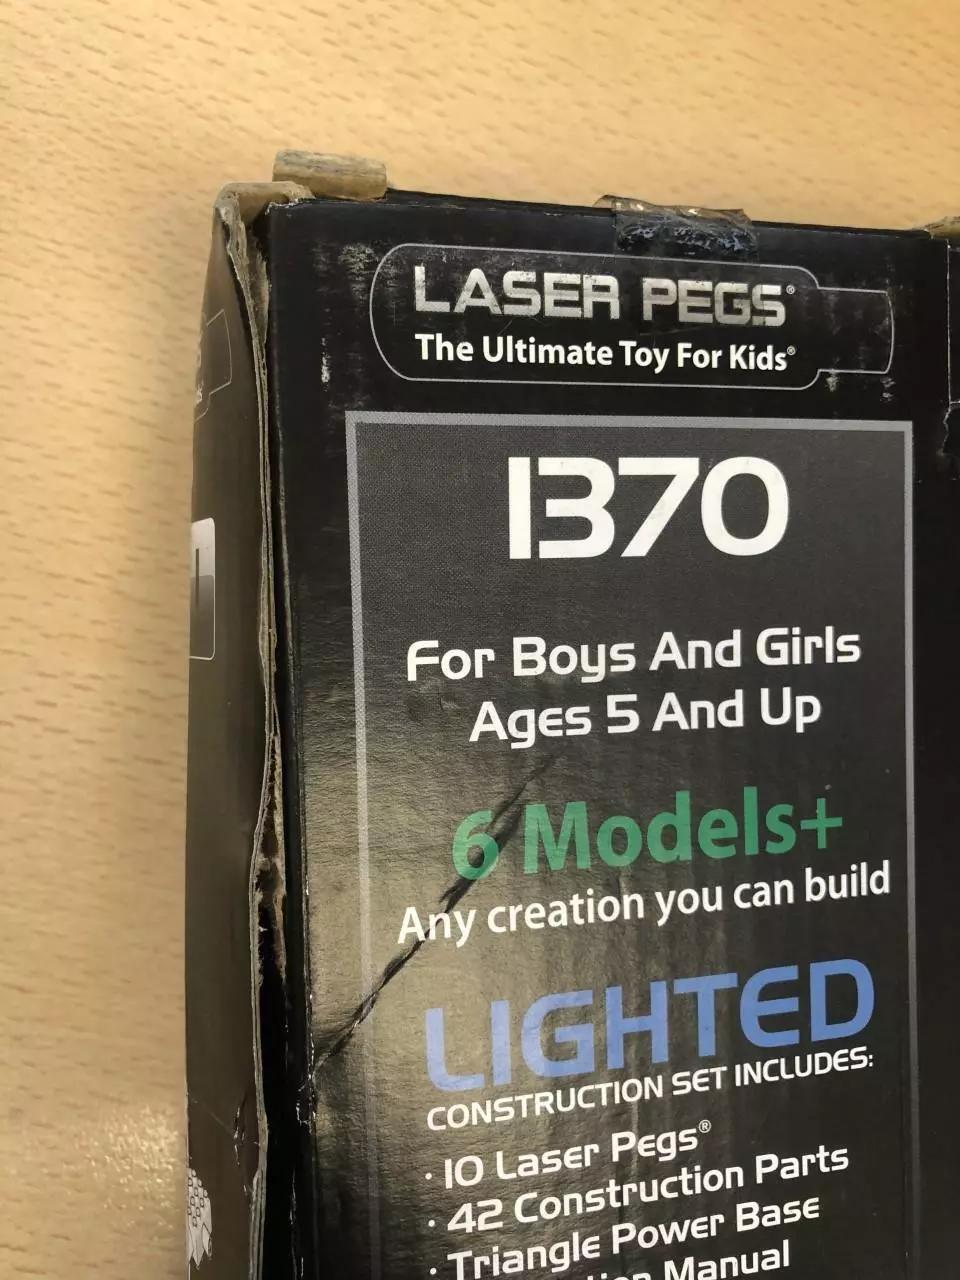 LASER PEGS®
The Ultimate Toy For Kids®
1370
For Boys And Girls
Ages 5 And Up
6 Models+
Any creation you can build
LIGHTED
CONSTRUCTION SET INCLUDES:
· 10 Laser Pegs®
· 42 Construction Parts
· Triangle Power Base
Manual